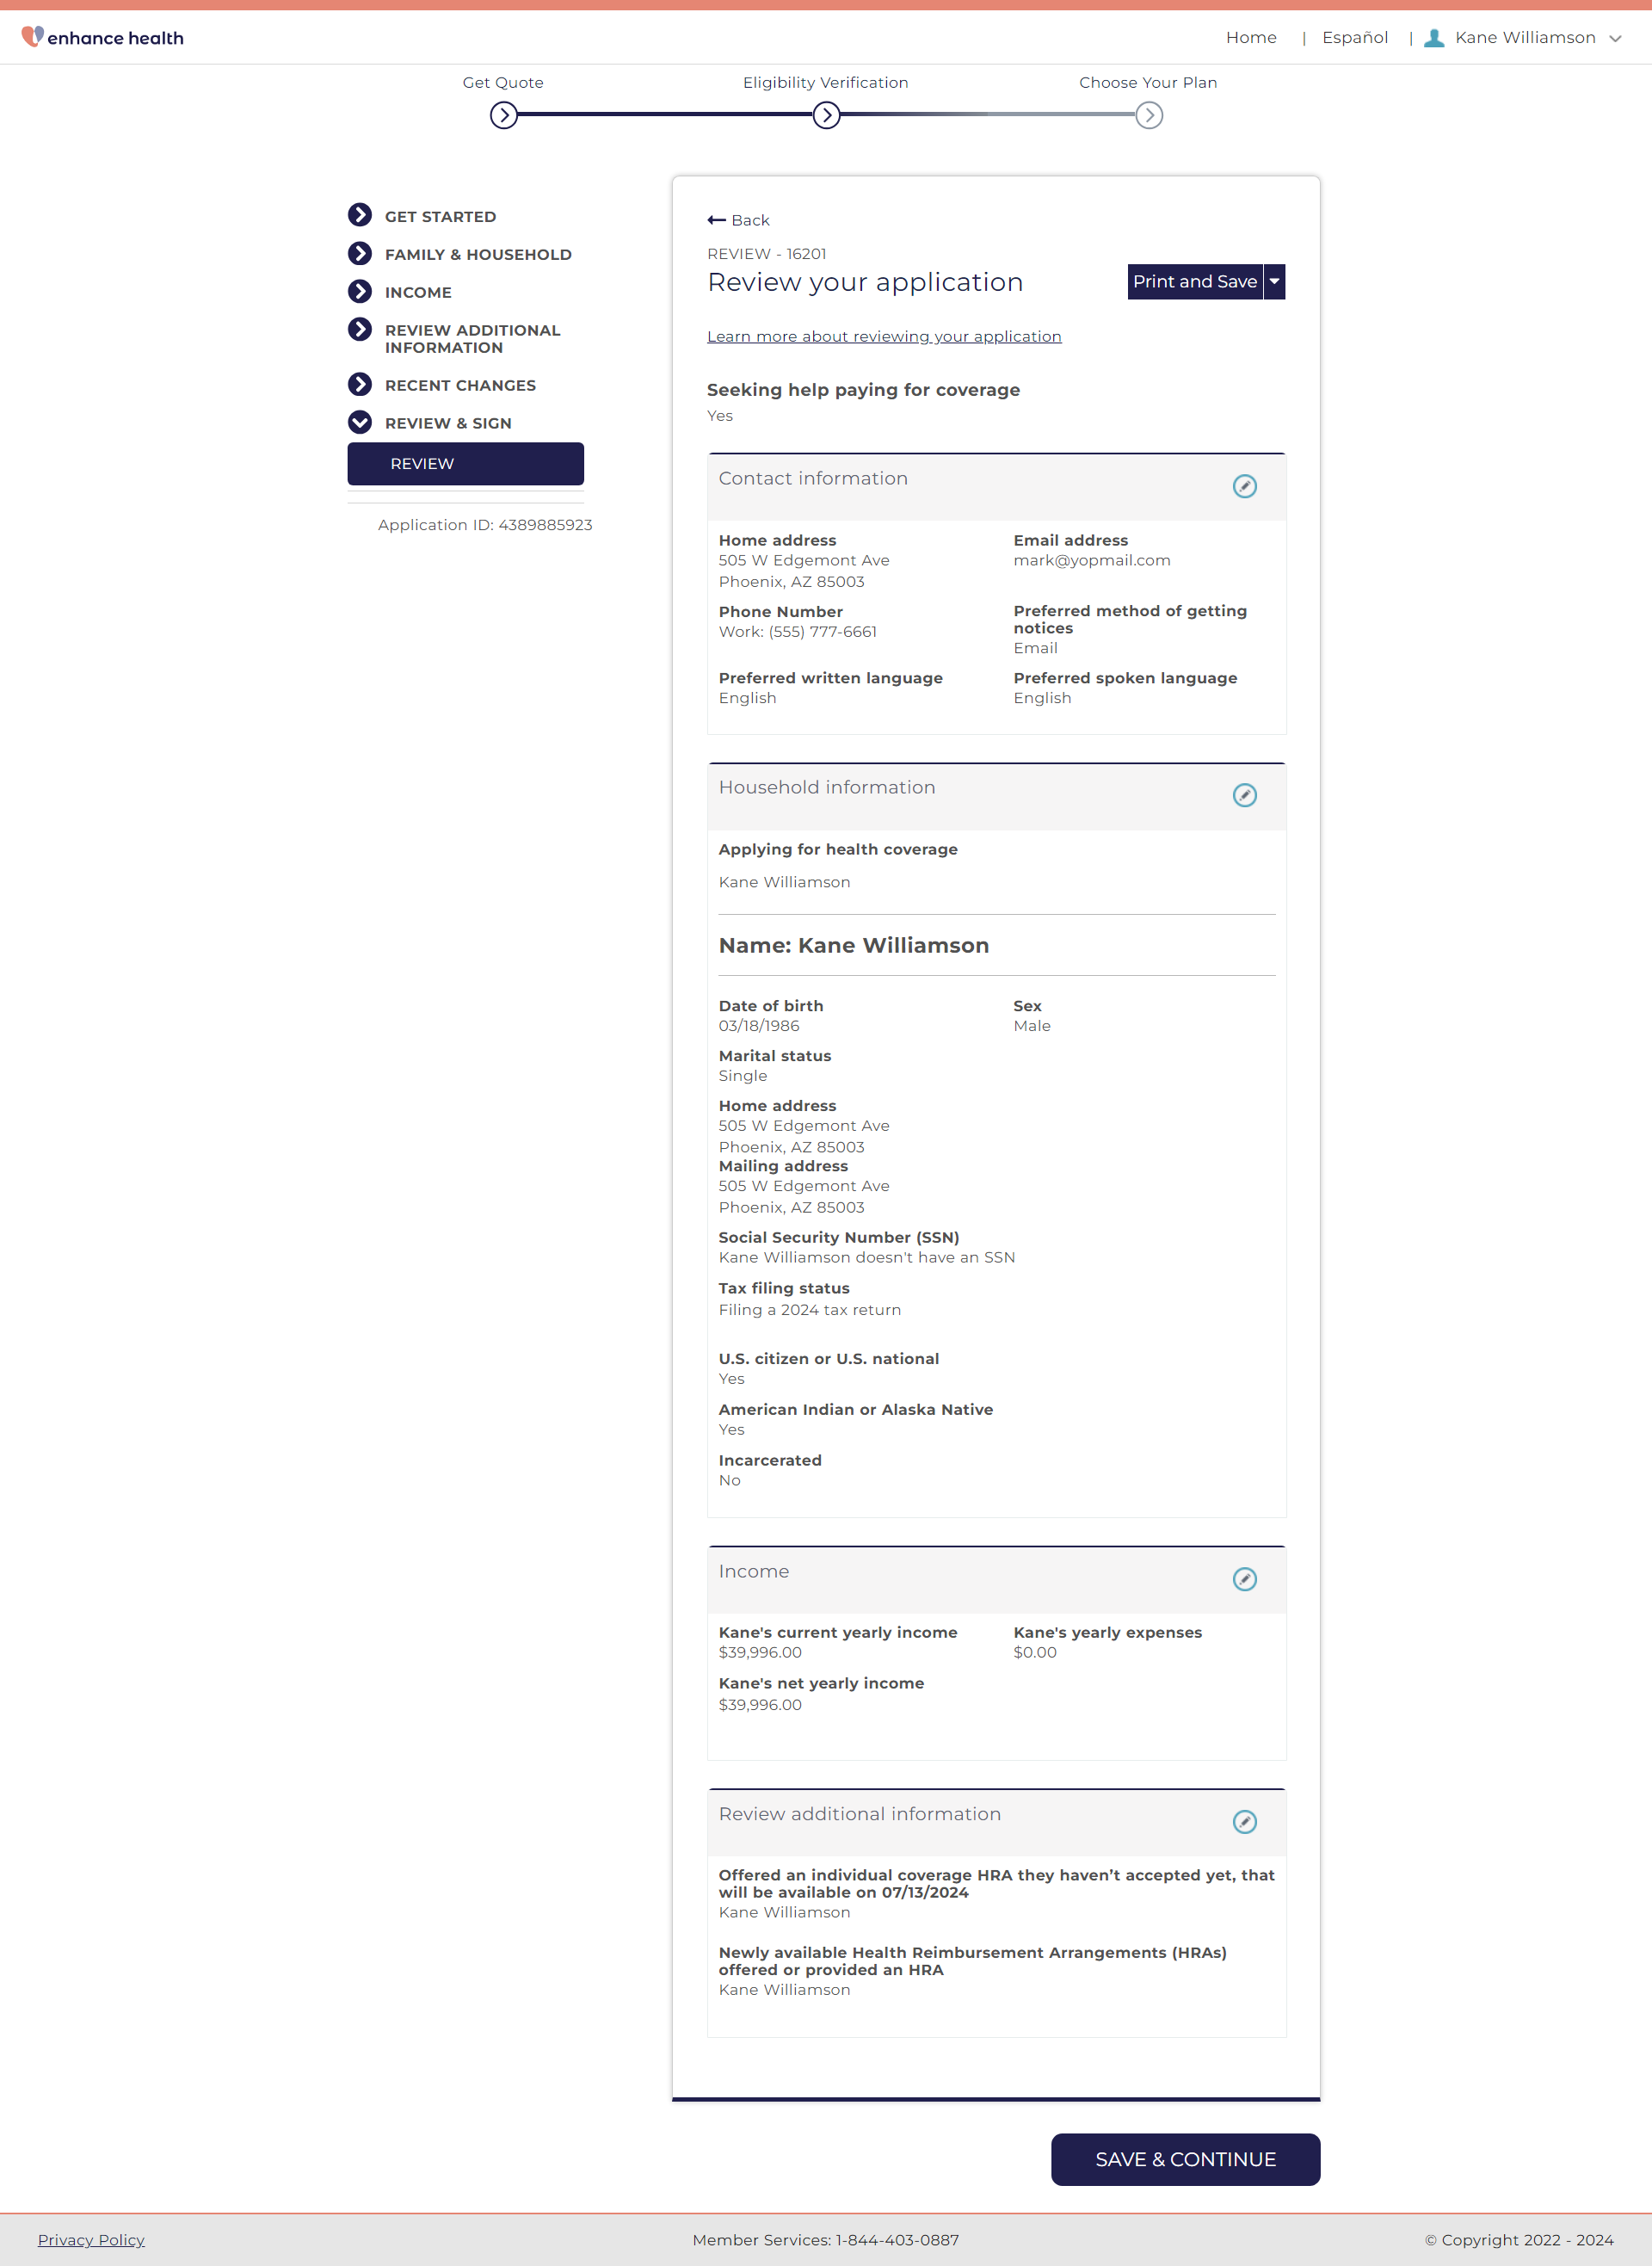 enhance health
Home | Español | Kane Williamson
Get Quote
Eligibility Verification
Choose Your Plan
GET STARTED
FAMILY & HOUSEHOLD
INCOME
REVIEW ADDITIONAL
INFORMATION
RECENT CHANGES
REVIEW & SIGN
REVIEW
Application ID: 4389885923
Back
REVIEW - 16201
Review your application
Print and Save
Learn more about reviewing your application
Seeking help paying for coverage
Yes
Contact information
Home address
505 W Edgemont Ave
Phoenix, AZ 85003
Email address
mark@yopmail.com
Phone Number
Work: (555) 777-6661
Preferred method of getting
notices
Email
Preferred written language
English
Preferred spoken language
English
Household information
Applying for health coverage
Kane Williamson
Name: Kane Williamson
Date of birth
03/18/1986
Sex
Male
Marital status
Single
Home address
505 W Edgemont Ave
Phoenix, AZ 85003
Mailing address
505 W Edgemont Ave
Phoenix, AZ 85003
Social Security Number (SSN)
Kane Williamson doesn't have an SSN
Tax filing status
Filing a 2024 tax return
U.S. citizen or U.S. national
Yes
American Indian or Alaska Native
Yes
Incarcerated
No
Income
Kane's current yearly income
$39,996.00
Kane's yearly expenses
$0.00
Kane's net yearly income
$39,996.00
Review additional information
Offered an individual coverage HRA they haven’t accepted yet, that
will be available on 07/13/2024
Kane Williamson
Newly available Health Reimbursement Arrangements (HRAs)
offered or provided an HRA
Kane Williamson
SAVE & CONTINUE
Privacy Policy
Member Services: 1-844-403-0887
© Copyright 2022 - 2024